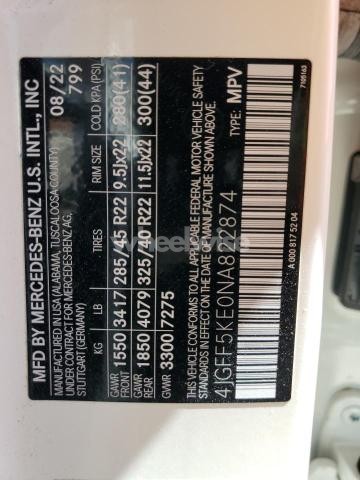 MFD BY MERCEDES-BENZ U.S. INTL., INC
MANUFACTURED IN USA (ALABAMA, TUSCALOOSA COUNTY)
UNDER CONTRACT FOR MERCEDES-BENZ AG,
STUTTGART (GERMANY)
08/22
799
KG LB TIRES RIM SIZE COLD KPA (PSI)
GAWR FRONT 1550 3417 285/45 R22 9.5Jx22 280(41)
GAWR REAR 1850 4079 325/40 R22 11.5Jx22 300(44)
GWR 3300 7275
THIS VEHICLE CONFORMS TO ALL APPLICABLE FEDERAL MOTOR VEHICLE SAFETY
STANDARDS IN EFFECT ON THE DATE OF MANUFACTURE SHOWN ABOVE.
TYPE: MPV
A 000 817 52 04
7105163